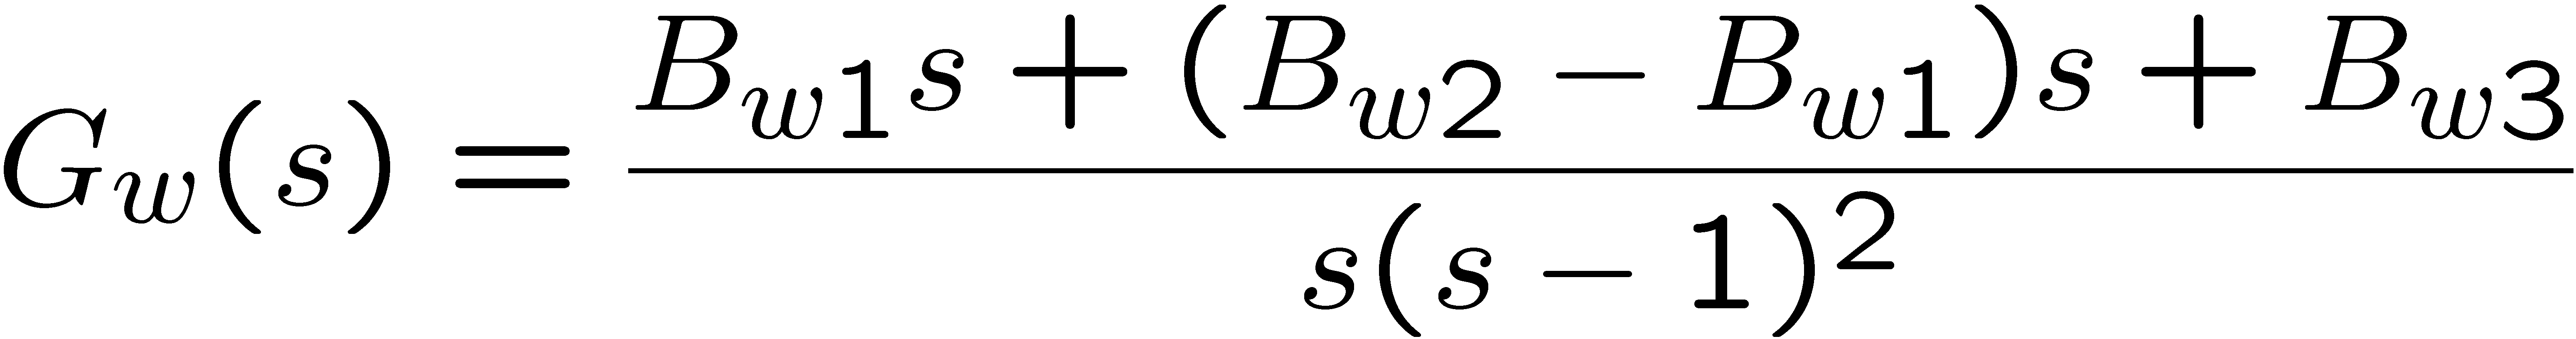 G_w(s) = \frac{B_{w1}s + (B_{w2} - B_{w1})s + B_{w3}}{s(s - 1)^2}